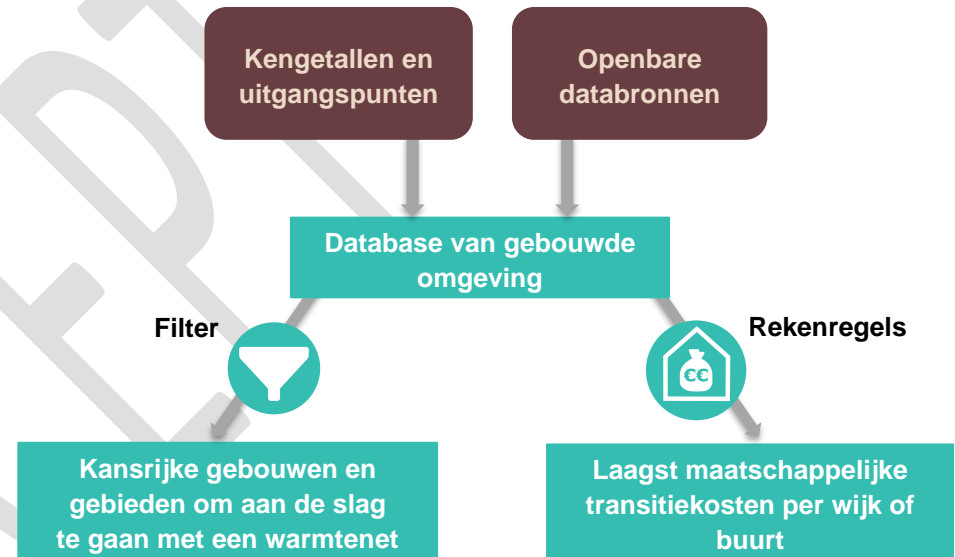 Kengetallen en
uitgangspunten
Openbare
databronnen
Database van gebouwde
omgeving
Filter
Rekenregels
€€
Kansrijke gebouwen en
gebieden om aan de slag
te gaan met een warmtenet
Laagst maatschappelijke
transitiekosten per wijk of
buurt